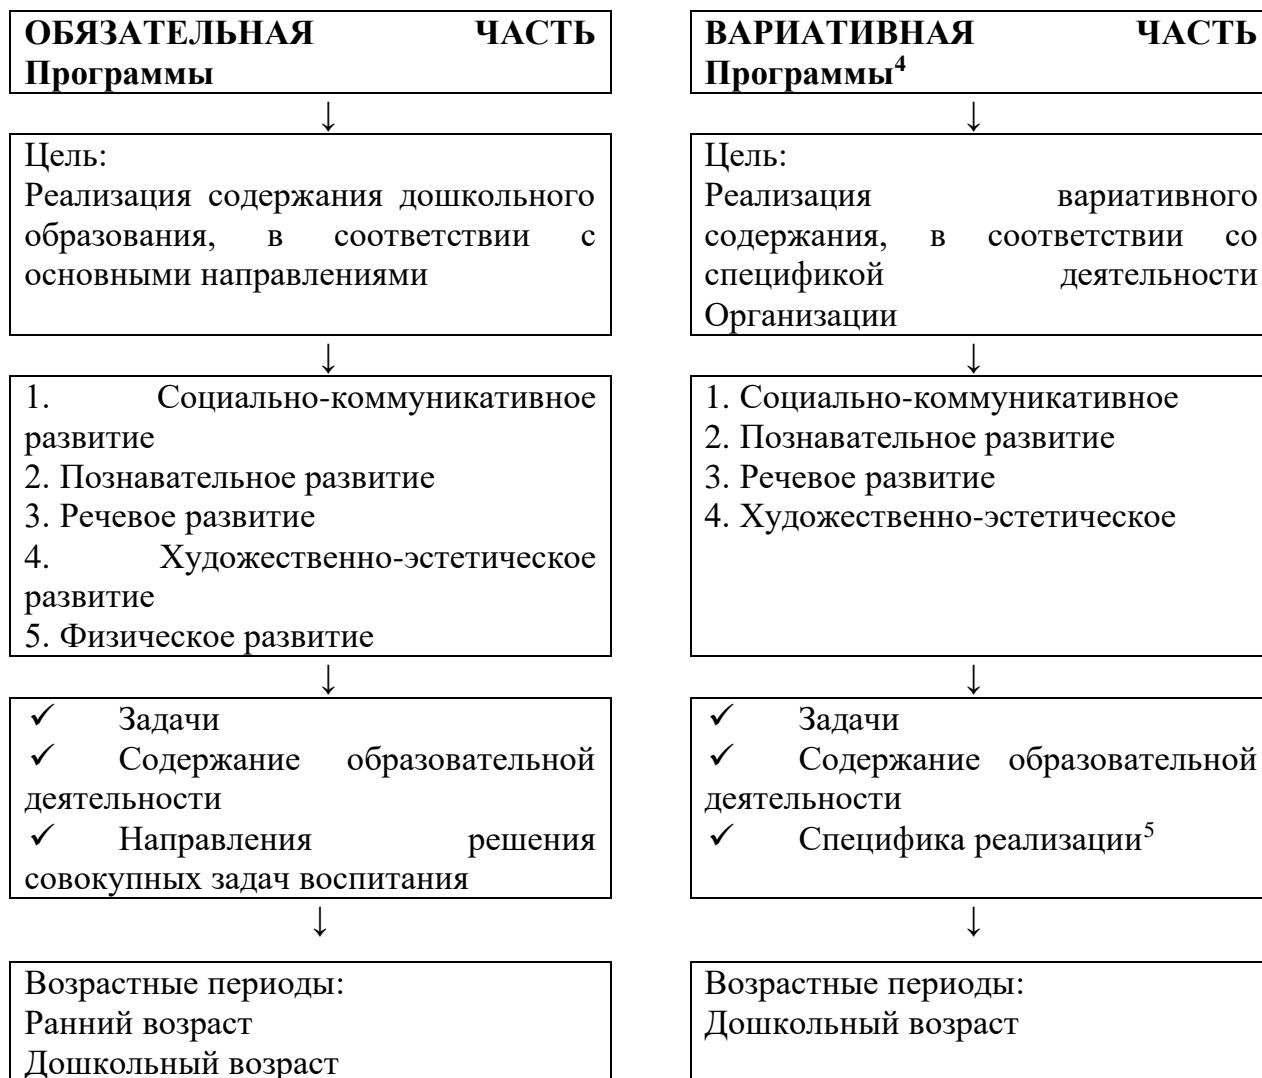 ОБЯЗАТЕЛЬНАЯ ЧАСТЬ
Программы
↓
Цель:
Реализация содержания дошкольного
образования, в соответствии с
основными направлениями
↓
1. Социально-коммуникативное
развитие
2. Познавательное развитие
3. Речевое развитие
4. Художественно-эстетическое
развитие
5. Физическое развитие
↓
✓ Задачи
✓ Содержание образовательной
деятельности
✓ Направления решения
совокупных задач воспитания
↓
Возрастные периоды:
Ранний возраст
Дошкольный возраст
ВАРИАТИВНАЯ ЧАСТЬ
Программы⁴
↓
Цель:
Реализация вариативного
содержания, в соответствии со
спецификой деятельности
Организации
↓
1. Социально-коммуникативное
2. Познавательное развитие
3. Речевое развитие
4. Художественно-эстетическое
↓
✓ Задачи
✓ Содержание образовательной
деятельности
✓ Специфика реализации⁵
↓
Возрастные периоды:
Дошкольный возраст